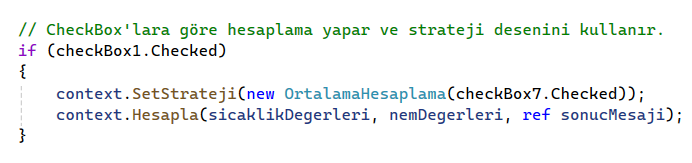 // CheckBox'lara göre hesaplama yapar ve strateji desenini kullanır.
if (checkBox1.Checked)
{
    context.SetStrateji(new OrtalamaHesaplama(checkBox7.Checked));
    context.Hesapla(sicaklikDegerleri, nemDegerleri, ref sonucMesaji);
}